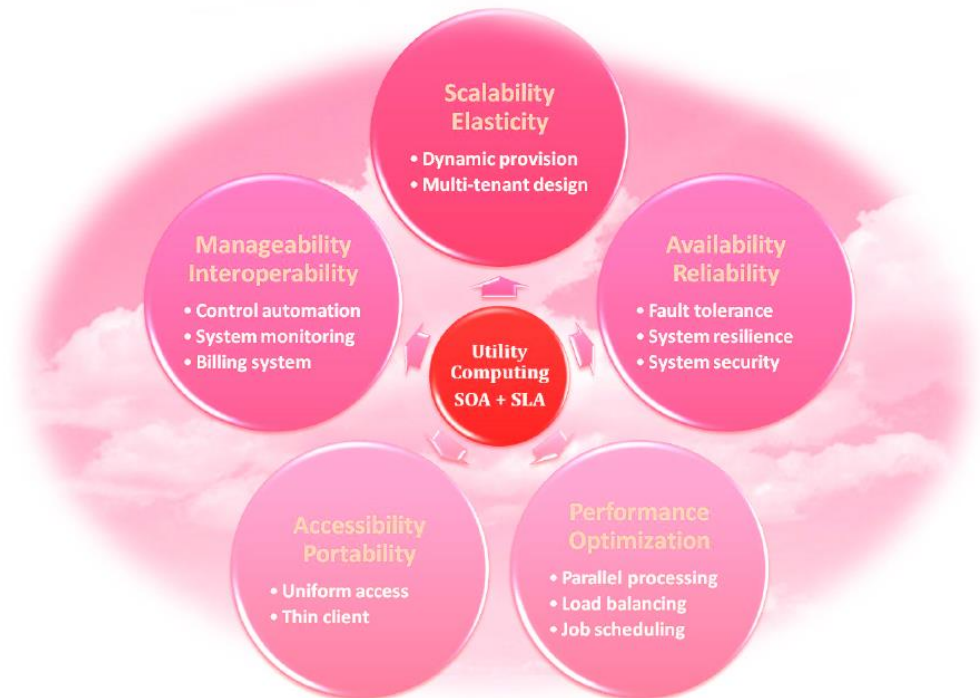 Scalability
Elasticity
• Dynamic provision
• Multi-tenant design
Manageability
Interoperability
• Control automation
• System monitoring
• Billing system
Availability
Reliability
• Fault tolerance
• System resilience
• System security
Utility
Computing
SOA + SLA
Accessibility
Portability
• Uniform access
• Thin client
Performance
Optimization
• Parallel processing
• Load balancing
• Job scheduling